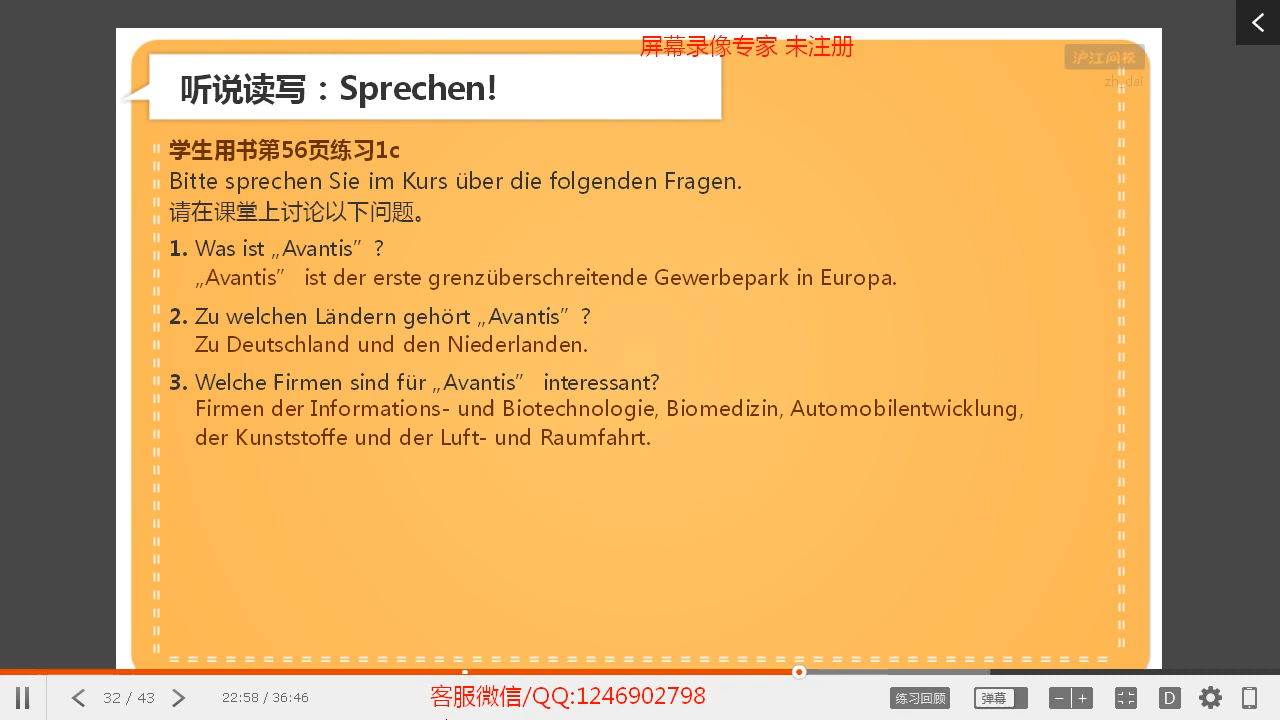 屏幕录像专家 未注册
沪江网校
zh_dai
听说读写：Sprechen!
学生用书第56页练习1c
Bitte sprechen Sie im Kurs über die folgenden Fragen.
请在课堂上讨论以下问题。
1. Was ist „Avantis” ?
„Avantis” ist der erste grenzüberschreitende Gewerbepark in Europa.
2. Zu welchen Ländern gehört „Avantis” ?
Zu Deutschland und den Niederlanden.
3. Welche Firmen sind für „Avantis” interessant?
Firmen der Informations- und Biotechnologie, Biomedizin, Automobilentwicklung,
der Kunststoffe und der Luft- und Raumfahrt.
32 / 43
22:58 / 36:46
客服微信/QQ:1246902798
练习回顾
弹幕
D